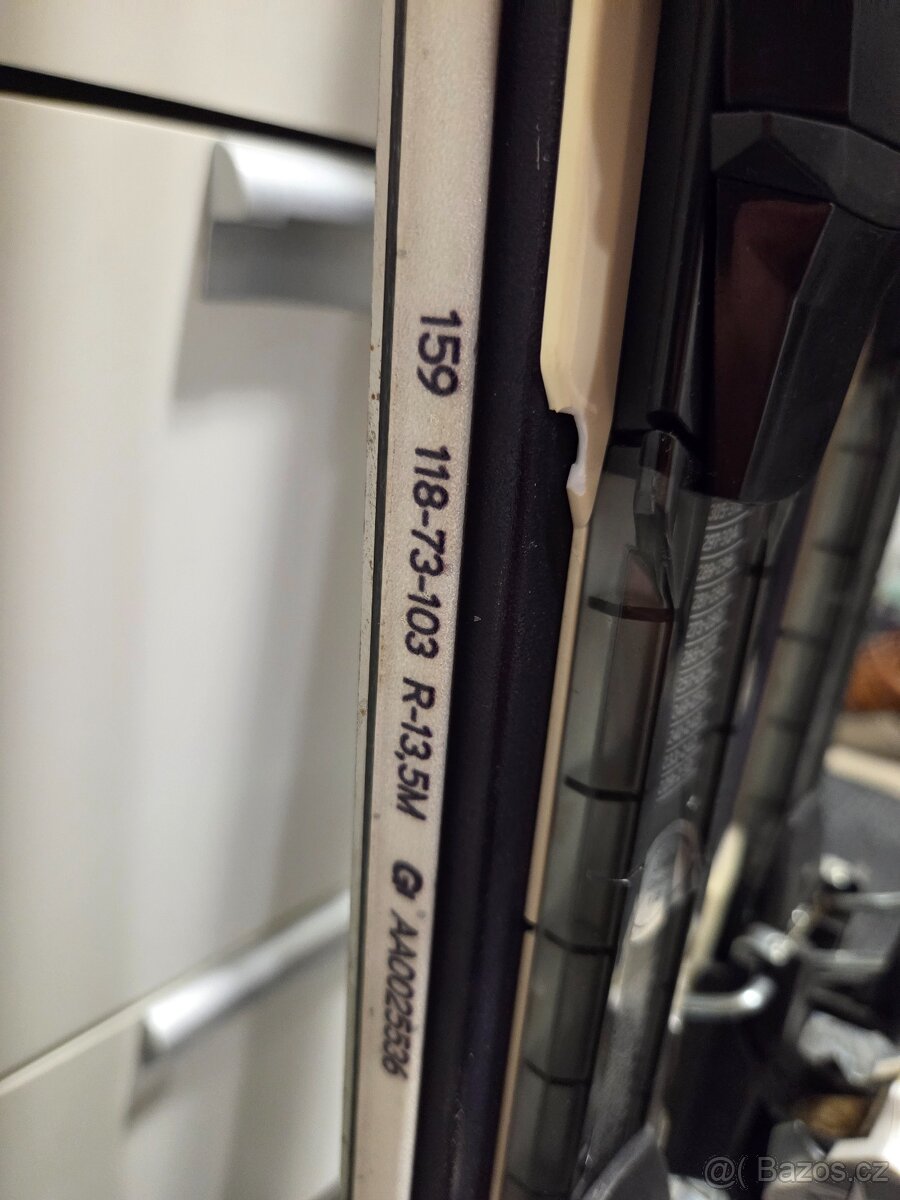 159 118-73-103 R-13,5M G AA0025536
@( Bazos.cz